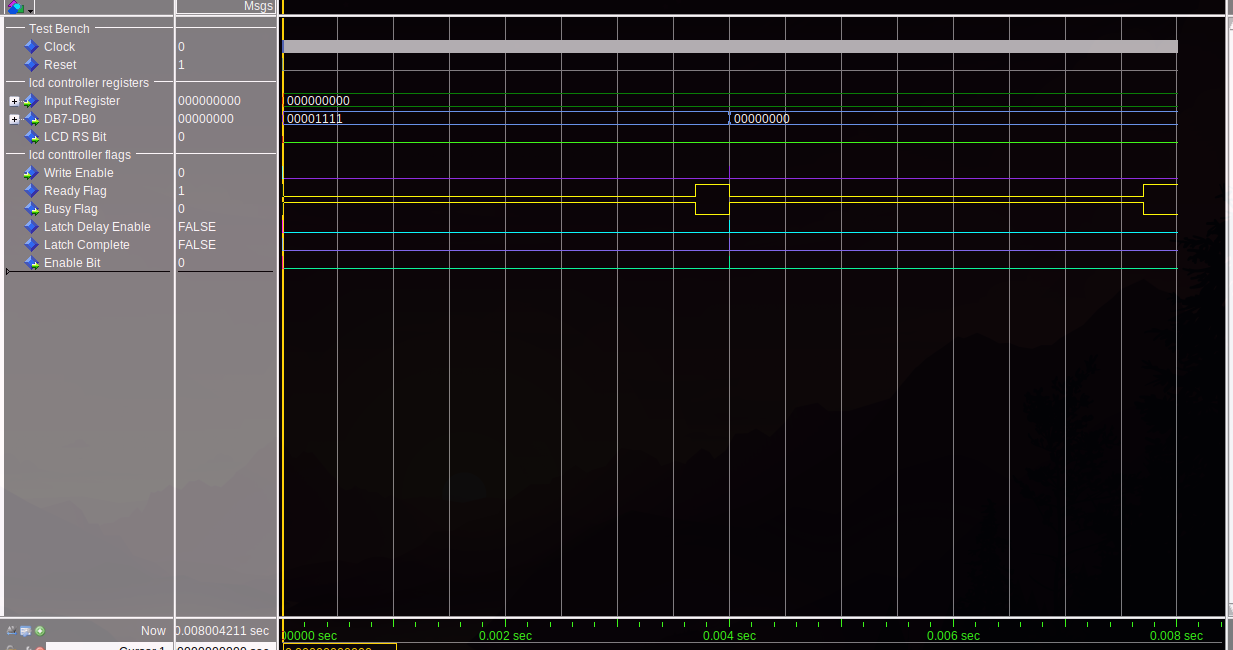 Msgs
Test Bench
Clock 0
Reset 1
lcd controller registers
Input Register 000000000 000000000
DB7-DB0 00000000 00001111 00000000
LCD RS Bit 0
lcd conttroller flags
Write Enable 0
Ready Flag 1
Busy Flag 0
Latch Delay Enable FALSE
Latch Complete FALSE
Enable Bit 0
Now 0.008004211 sec 00000 sec 0.002 sec 0.004 sec 0.006 sec 0.008 sec
Cursor 1